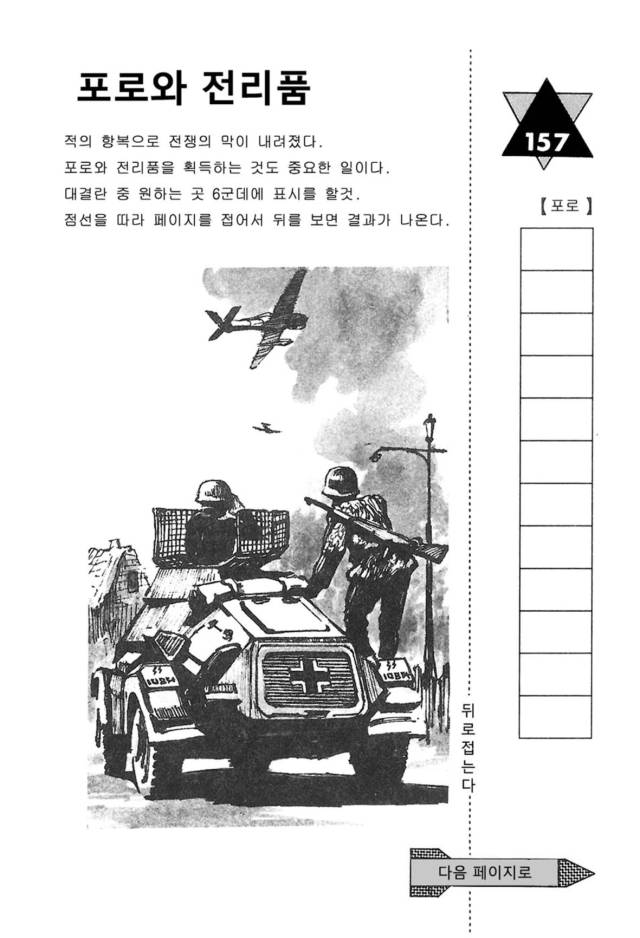 포로와 전리품
적의 항복으로 전쟁의 막이 내려졌다.
포로와 전리품을 획득하는 것도 중요한 일이다.
대결란 중 원하는 곳 6군데에 표시를 할것.
점선을 따라 페이지를 접어서 뒤를 보면 결과가 나온다.
157
【포로】
뒤로접는다
다음 페이지로